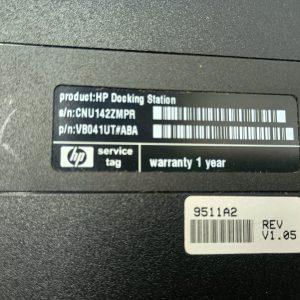 product:HP Docking Station
s/n:CNU142ZMPR
p/n:VB041UT#ABA
hp
service
tag
warranty 1 year
9511A2
REV
V1.05